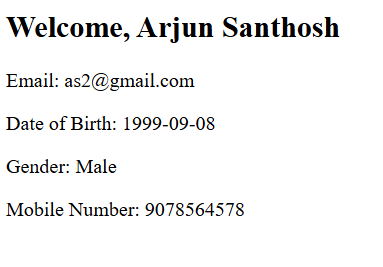 Welcome, Arjun Santhosh
Email: as2@gmail.com
Date of Birth: 1999-09-08
Gender: Male
Mobile Number: 9078564578